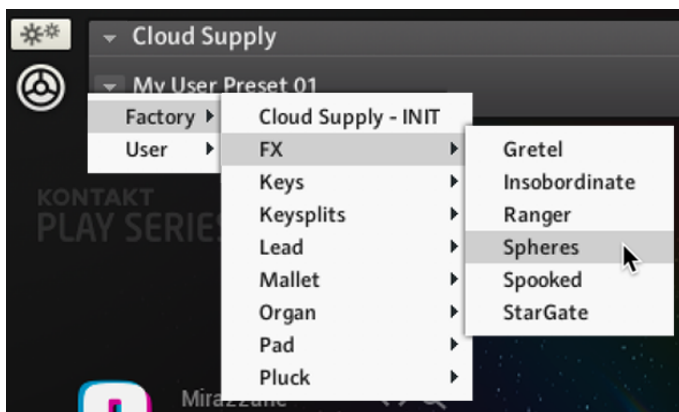 Cloud Supply
My User Preset 01
Factory
User
Cloud Supply - INIT
FX
Keys
Keysplits
Lead
Mallet
Organ
Pad
Pluck
Gretel
Insobordinate
Ranger
Spheres
Spooked
StarGate
KONTAKT
PLAY SERIES